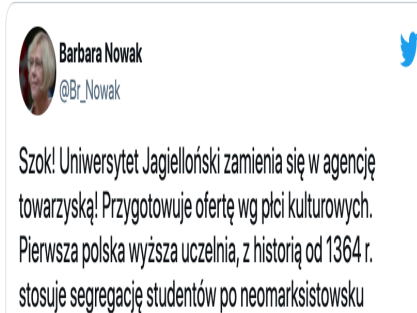 Barbara Nowak
@Br_Nowak
Szok! Uniwersytet Jagielloński zamienia się w agencję
towarzyską! Przygotowuje ofertę wg płci kulturowych.
Pierwsza polska wyższa uczelnia, z historią od 1364 r.
stosuje segregację studentów po neomarksistowsku